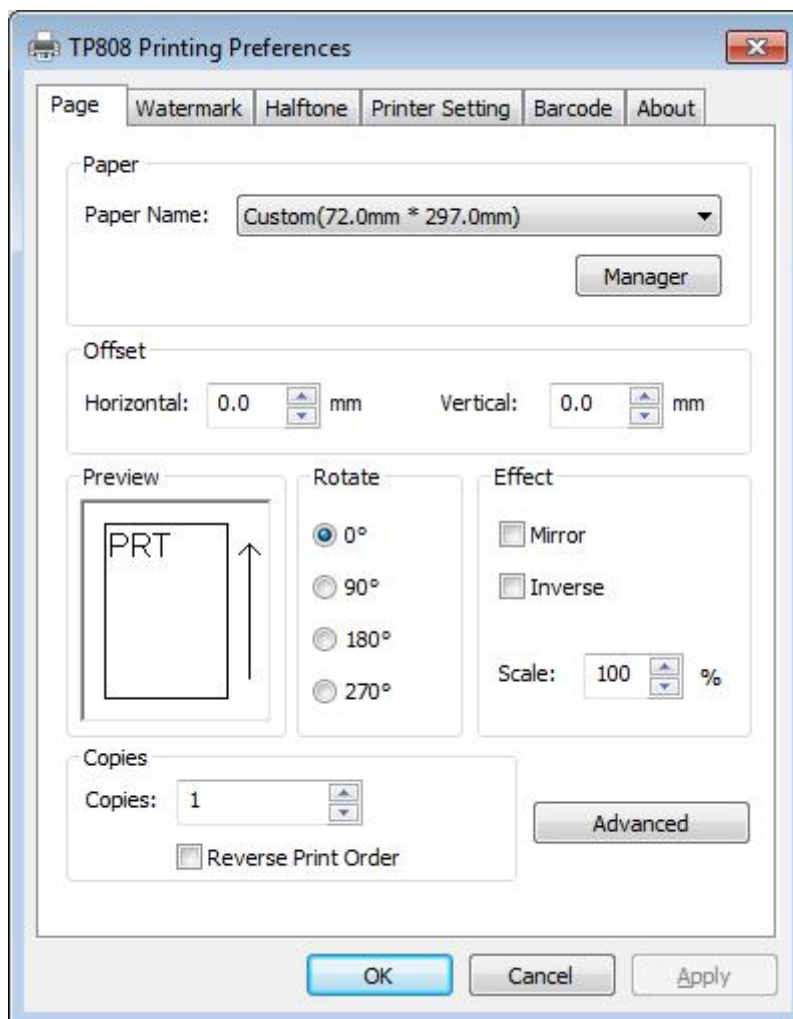 TP808 Printing Preferences
Page Watermark Halftone Printer Setting Barcode About
Paper
Paper Name: Custom(72.0mm * 297.0mm)
Manager
Offset
Horizontal: 0.0 mm Vertical: 0.0 mm
Preview
PRT
Rotate
0°
90°
180°
270°
Effect
Mirror
Inverse
Scale: 100 %
Copies
Copies: 1
Reverse Print Order
Advanced
OK Cancel Apply